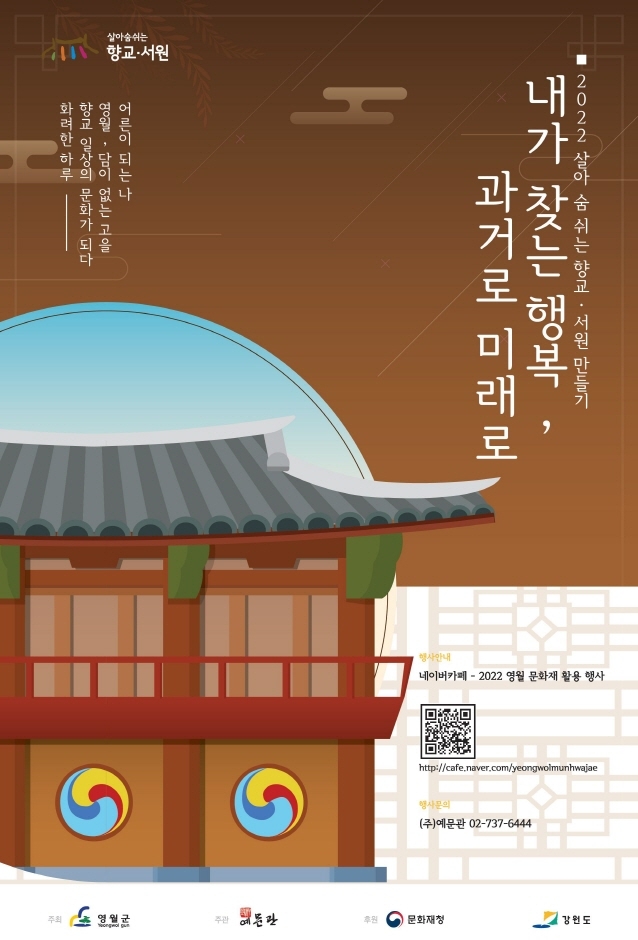 살아숨쉬는
향교·서원
■ 2022 살아 숨 쉬는 향교·서원 만들기
내가 찾는 행복,
과거로 미래로
어른이 되는 나
영월, 담이 없는 고을
향교 일상의 문화가 되다
화려한 하루
행사안내
네이버카페 - 2022 영월 문화재 활용 행사
http://cafe.naver.com/yeongwolmunhwajae
행사문의
(주)예문관 02-737-6444
주최 영월군
Yeongwol gun
주관 예문관
후원 문화재청
강원도